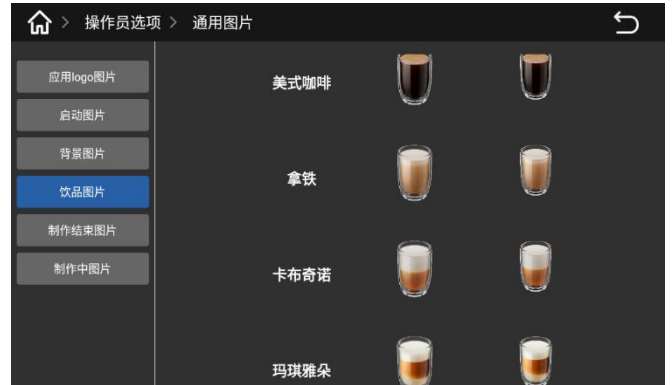 > 操作员选项 > 通用图片
应用logo图片
启动图片
背景图片
饮品图片
制作结束图片
制作中图片
美式咖啡
拿铁
卡布奇诺
玛琪雅朵